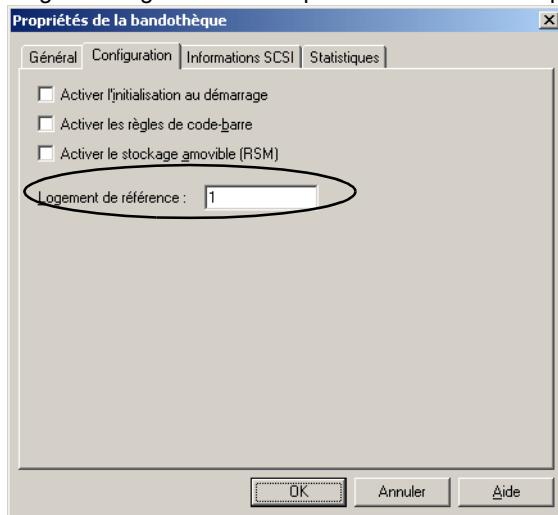 Propriétés de la bandothèque
Général Configuration Informations SCSI Statistiques
Activer l'initialisation au démarrage
Activer les règles de code-barre
Activer le stockage amovible (RSM)
Logement de référence : 1
OK Annuler Aide